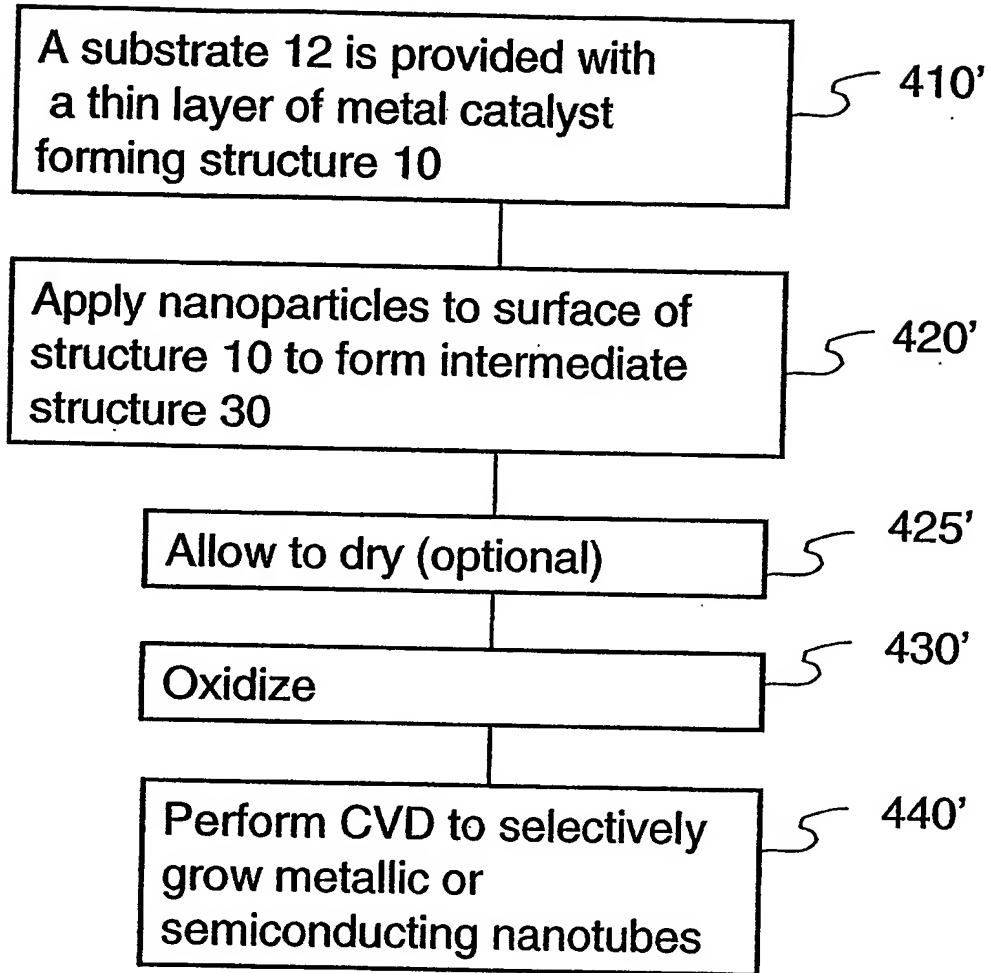 A substrate 12 is provided with
a thin layer of metal catalyst
forming structure 10
410'
Apply nanoparticles to surface of
structure 10 to form intermediate
structure 30
420'
Allow to dry (optional)
425'
Oxidize
430'
Perform CVD to selectively
grow metallic or
semiconducting nanotubes
440'